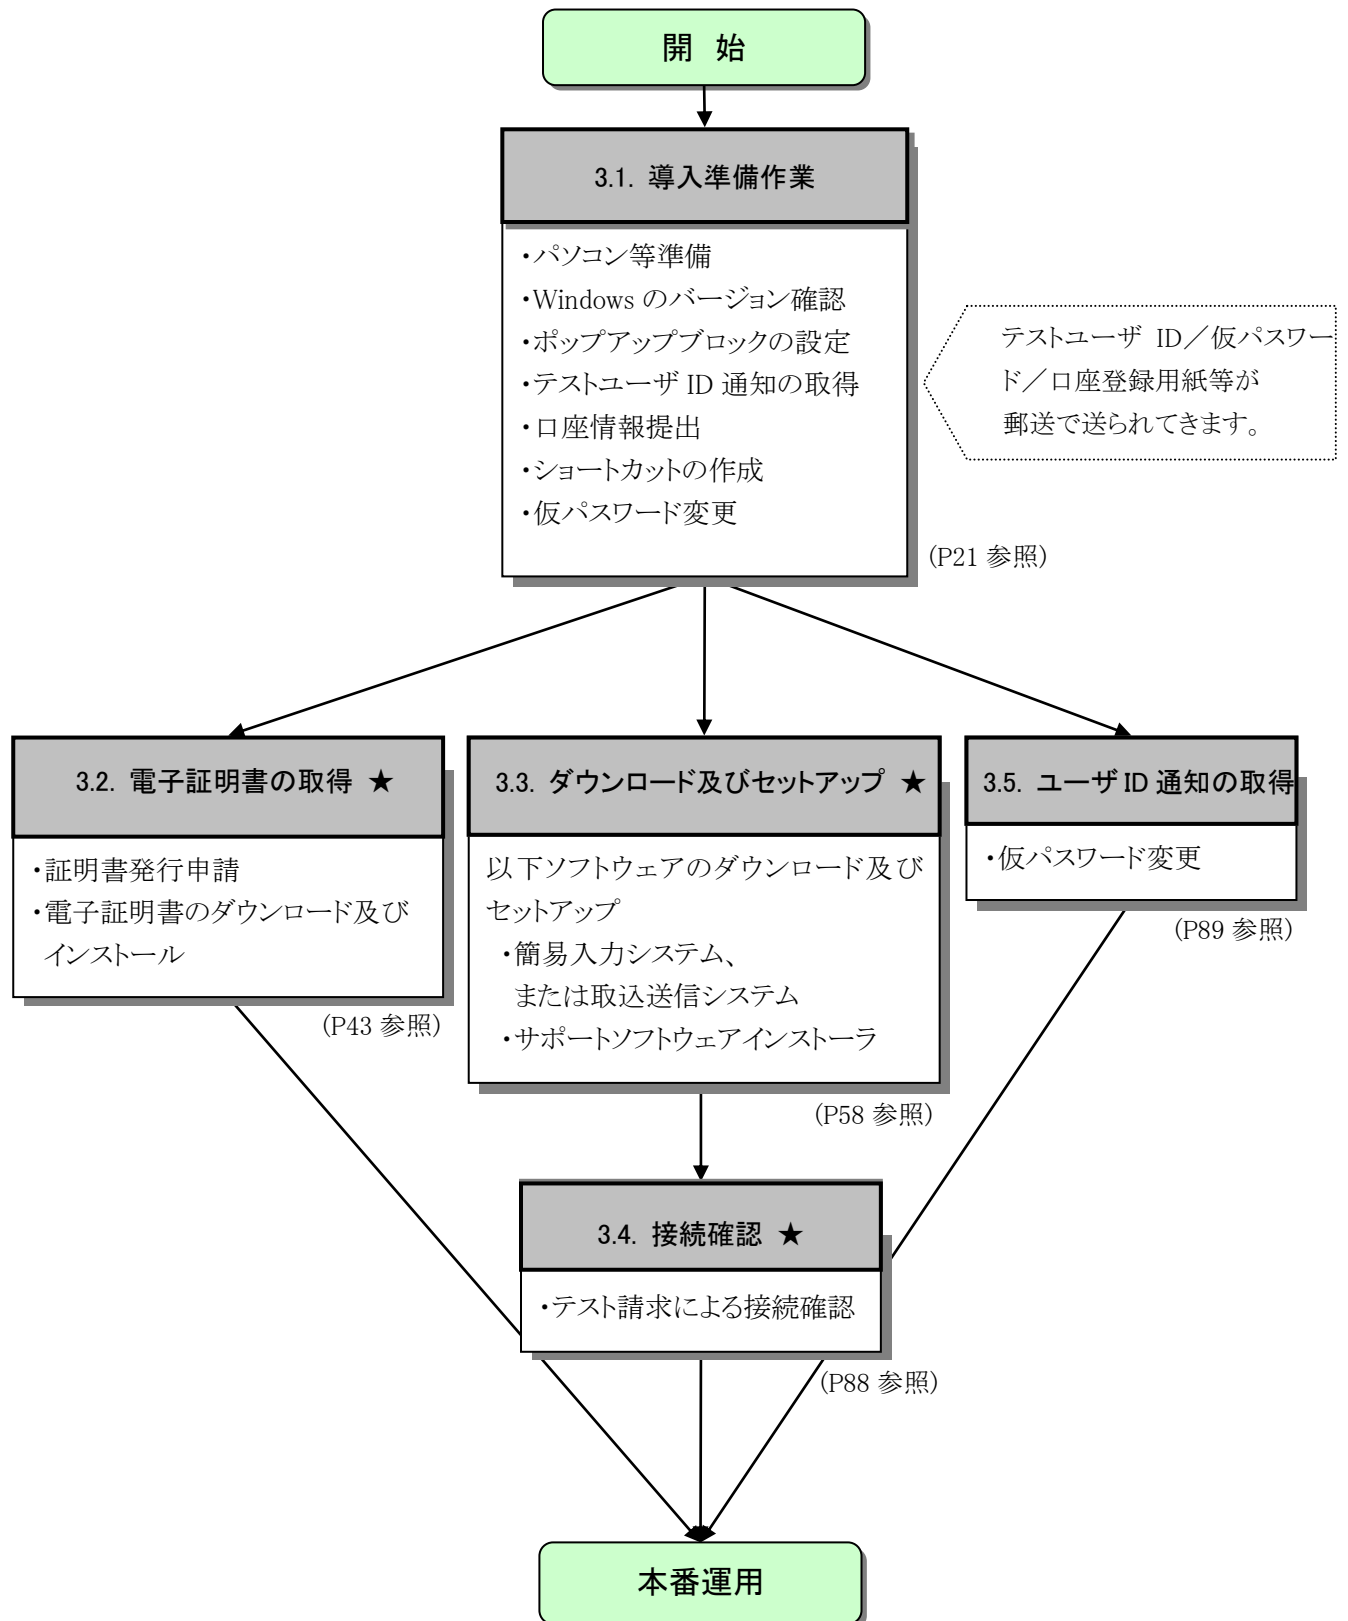 開 始
3.1. 導入準備作業
・パソコン等準備
・Windows のバージョン確認
・ポップアップブロックの設定
・テストユーザ ID 通知の取得
・口座情報提出
・ショートカットの作成
・仮パスワード変更
テストユーザ ID／仮パスワー
ド／口座登録用紙等が
郵送で送られてきます。
(P21 参照)
3.2. 電子証明書の取得 ★
・証明書発行申請
・電子証明書のダウンロード及び
インストール
(P43 参照)
3.3. ダウンロード及びセットアップ ★
以下ソフトウェアのダウンロード及び
セットアップ
・簡易入力システム、
または取込送信システム
・サポートソフトウェアインストーラ
(P58 参照)
3.5. ユーザ ID 通知の取得
・仮パスワード変更
(P89 参照)
3.4. 接続確認 ★
・テスト請求による接続確認
(P88 参照)
本番運用